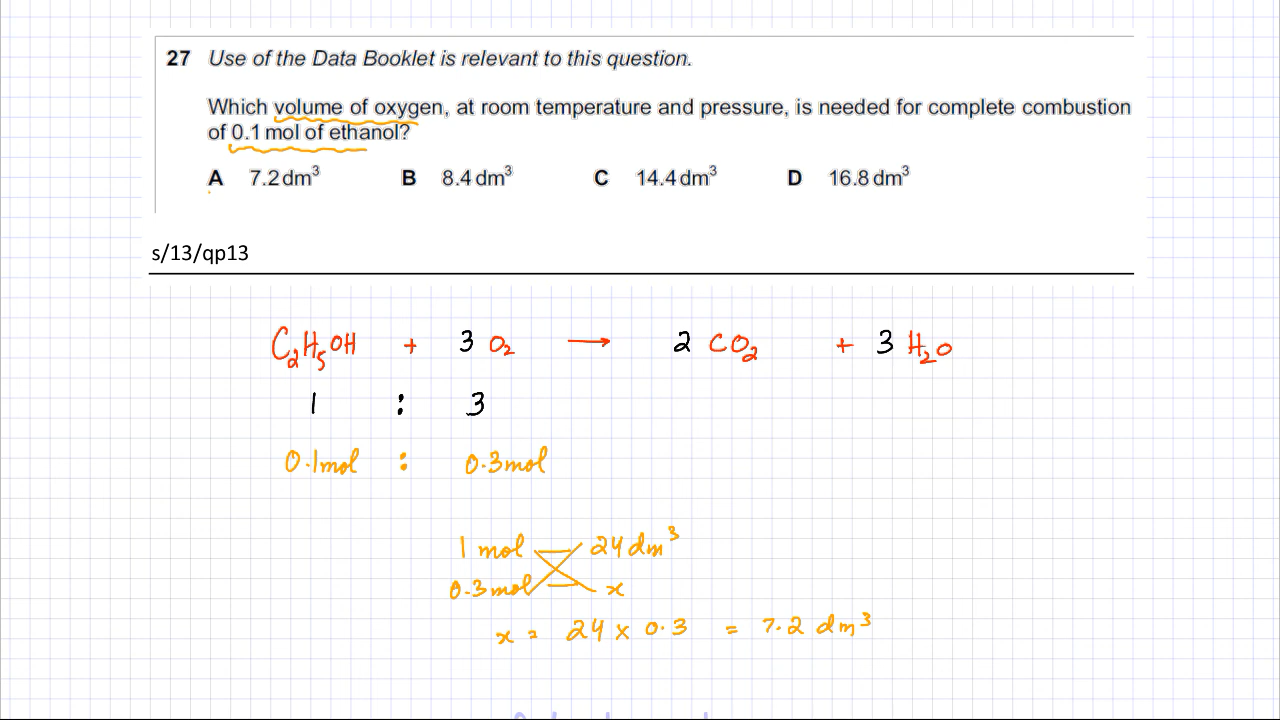 27 Use of the Data Booklet is relevant to this question.
Which volume of oxygen, at room temperature and pressure, is needed for complete combustion
of 0.1 mol of ethanol?
A 7.2 dm³ B 8.4 dm³ C 14.4 dm³ D 16.8 dm³
s/13/qp13
C₂H₅OH + 3 O₂ → 2 CO₂ + 3 H₂O
1 : 3
0.1mol : 0.3mol
1 mol 24 dm³
0.3 mol x
x = 24 x 0.3 = 7.2 dm³